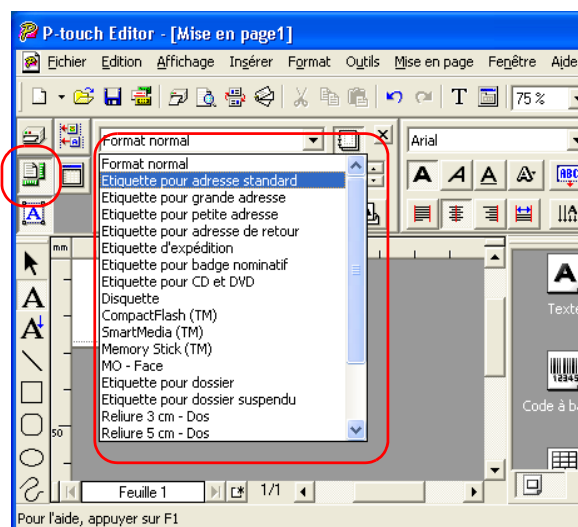 P-touch Editor - [Mise en page1]
Fichier Edition Affichage Insérer Format Outils Mise en page Fenêtre Aide
T 75 %
Format normal Arial
Format normal
Etiquette pour adresse standard
Etiquette pour grande adresse
Etiquette pour petite adresse
Etiquette pour adresse de retour
Etiquette d'expédition
Etiquette pour badge nominatif
Etiquette pour CD et DVD
Disquette
CompactFlash (TM)
SmartMedia (TM)
Memory Stick (TM)
MO - Face
Etiquette pour dossier
Etiquette pour dossier suspendu
Reliure 3 cm - Dos
Reliure 5 cm - Dos
A A A A ABC
A
mm
A
A
50
A
Texte
12345
Code à ba
Feuille 1 1/1
Pour l'aide, appuyer sur F1